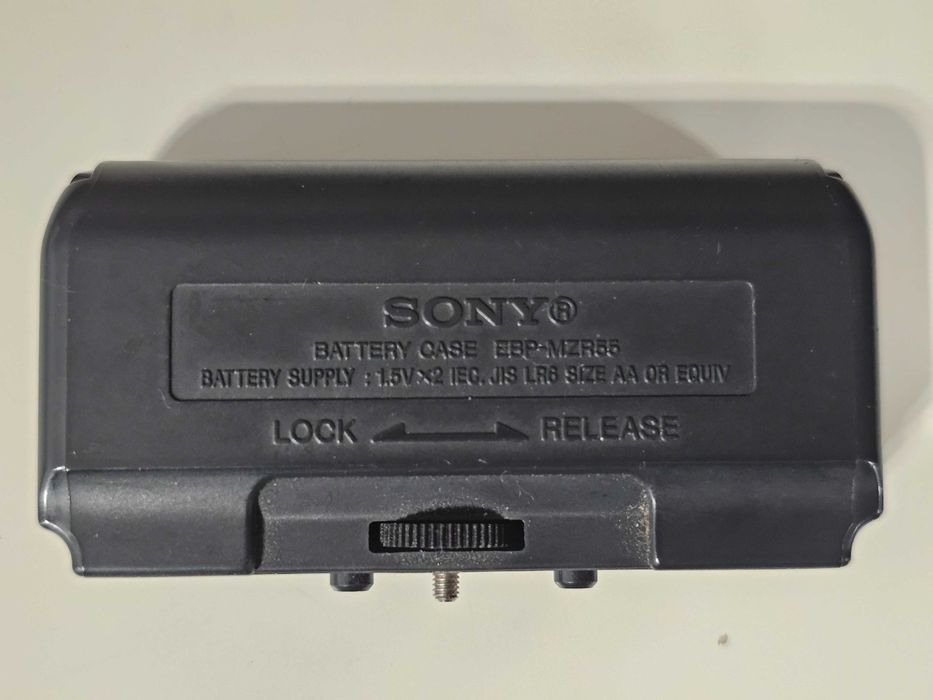 SONY®
BATTERY CASE EBP-MZR55
BATTERY SUPPLY : 1.5V×2 IEC, JIS LR6 SIZE AA OR EQUIV
LOCK RELEASE